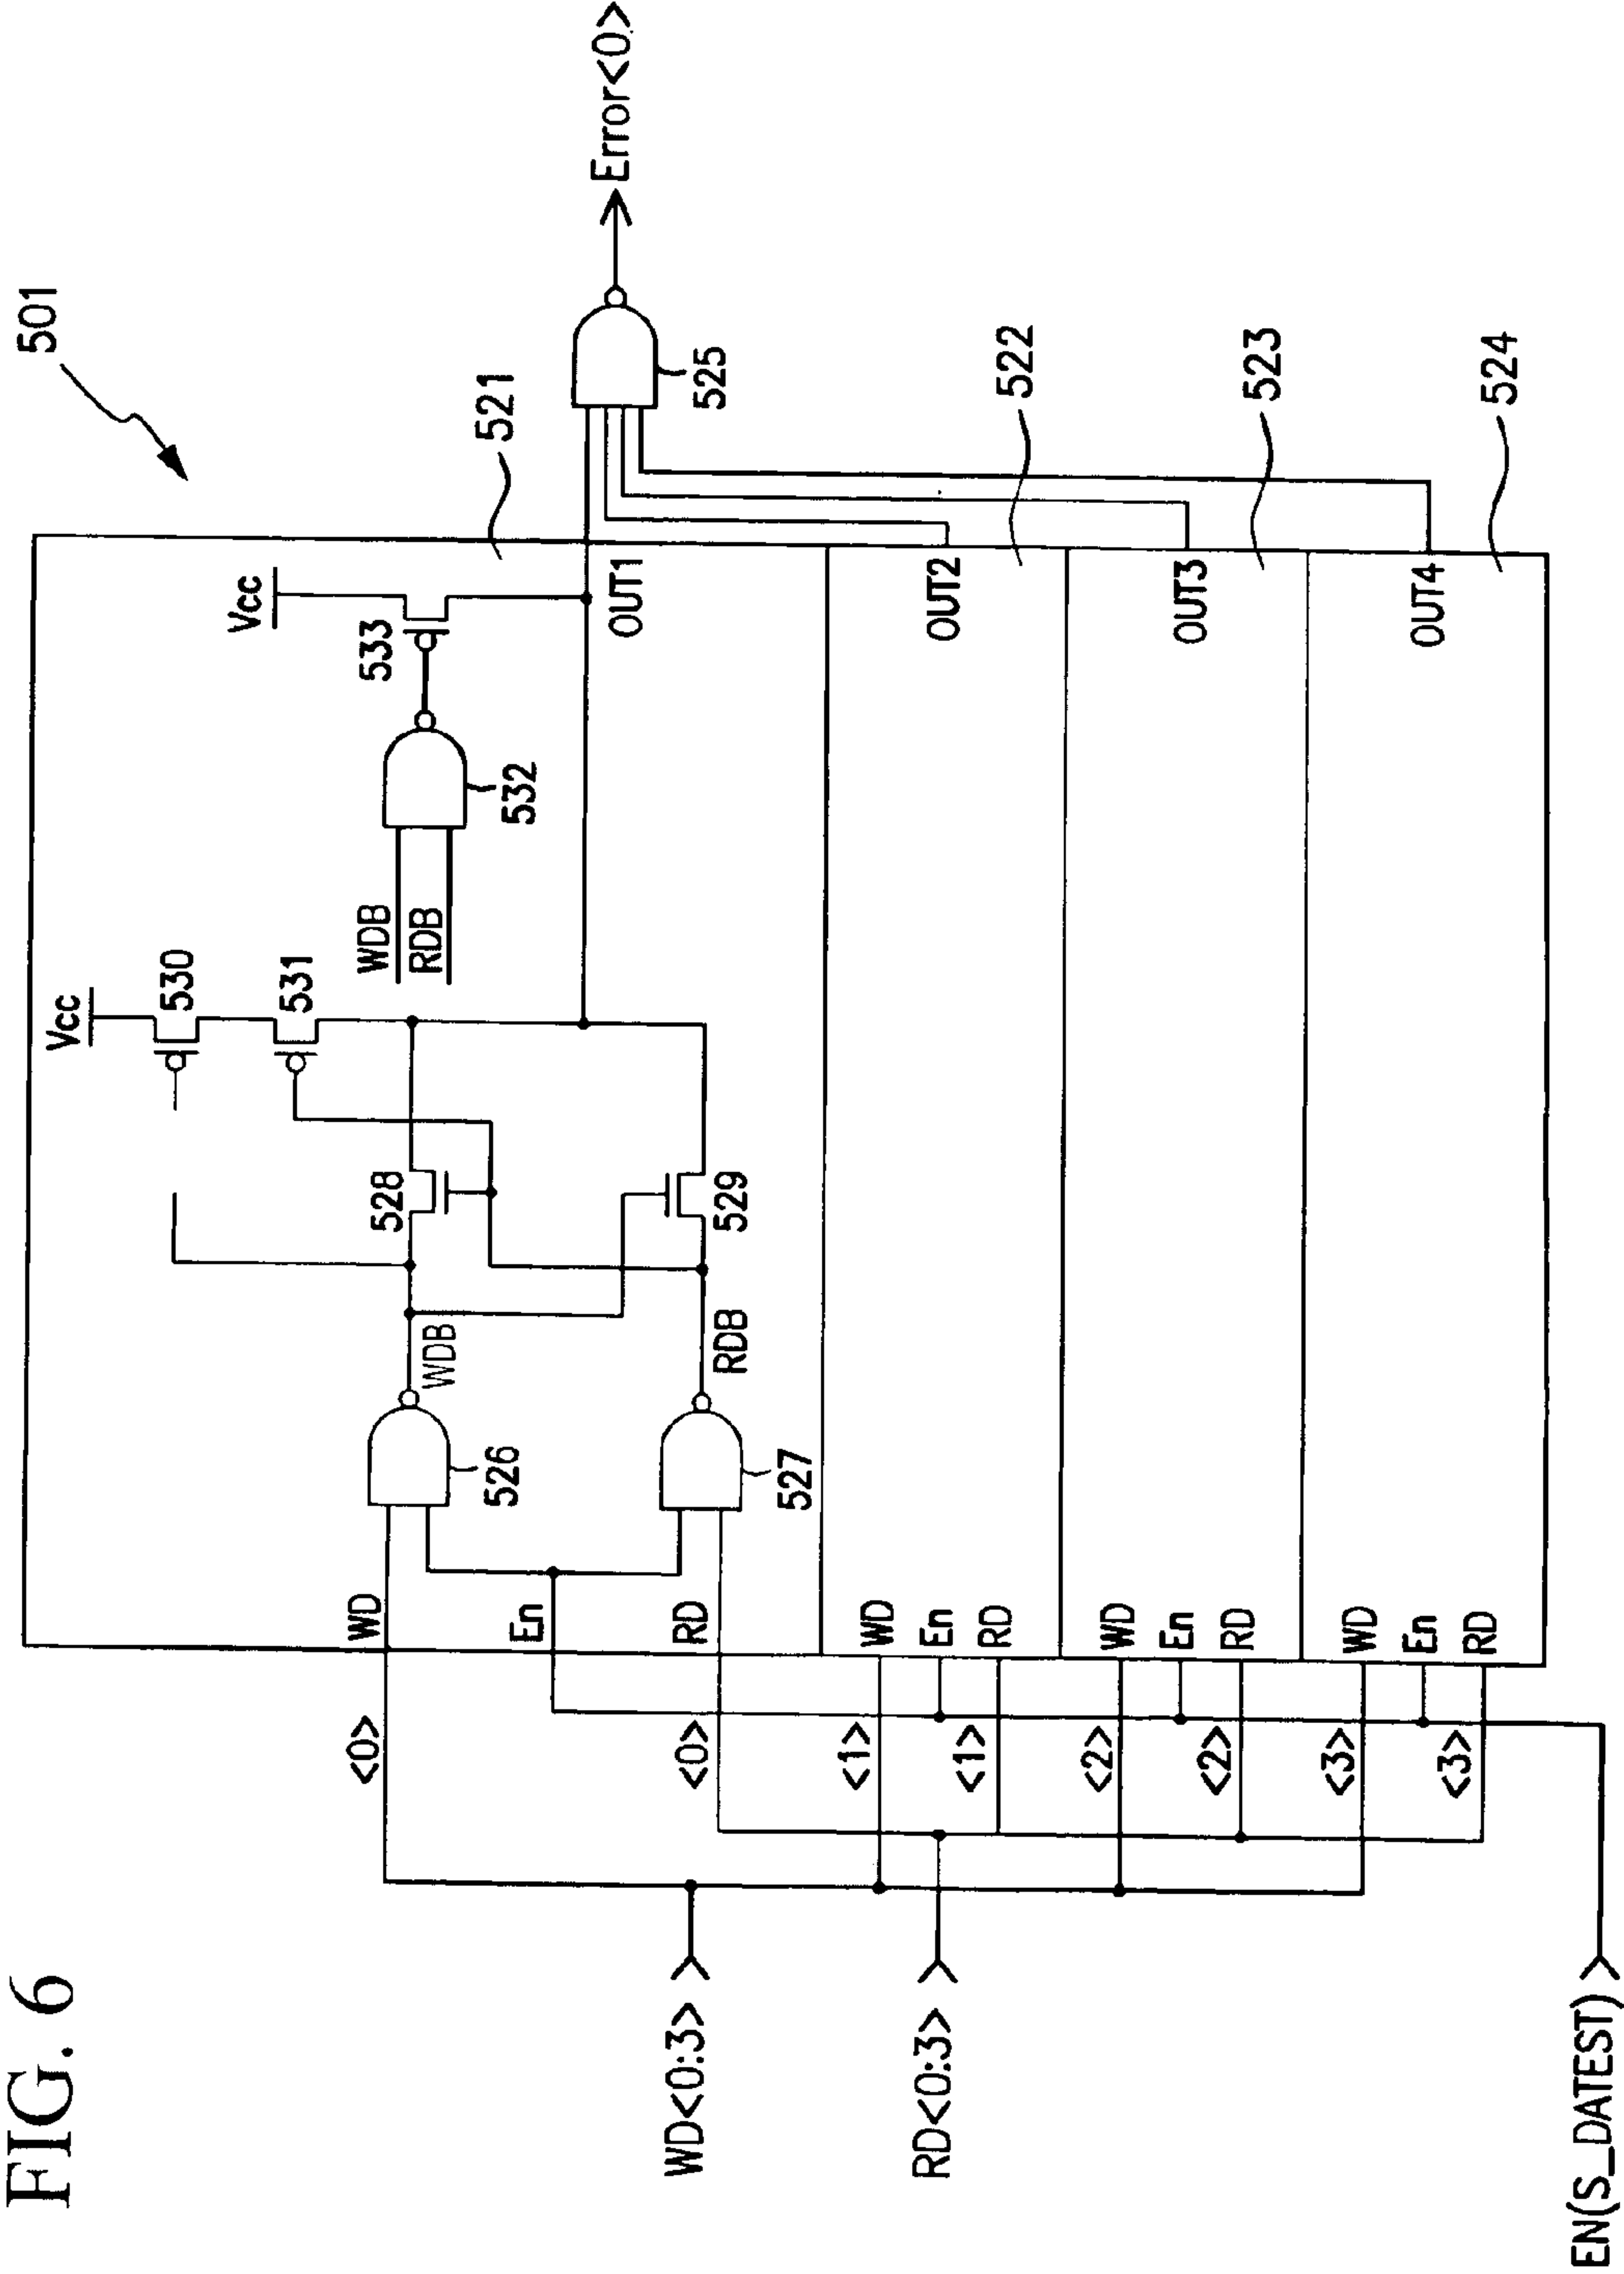 FIG. 6
501
Vcc
530
531
Vcc
533
WDB
RDB
532
521
528
WDB
526
WD
<0>
En
529
RDB
527
RD
<0>
OUT1
525
Error<0>
WD<0:3>
RD<0:3>
<1>
WD
En
<1>
RD
OUT2
522
<2>
WD
En
<2>
RD
OUT3
523
<3>
WD
En
<3>
RD
OUT4
524
EN(S_DATEST)